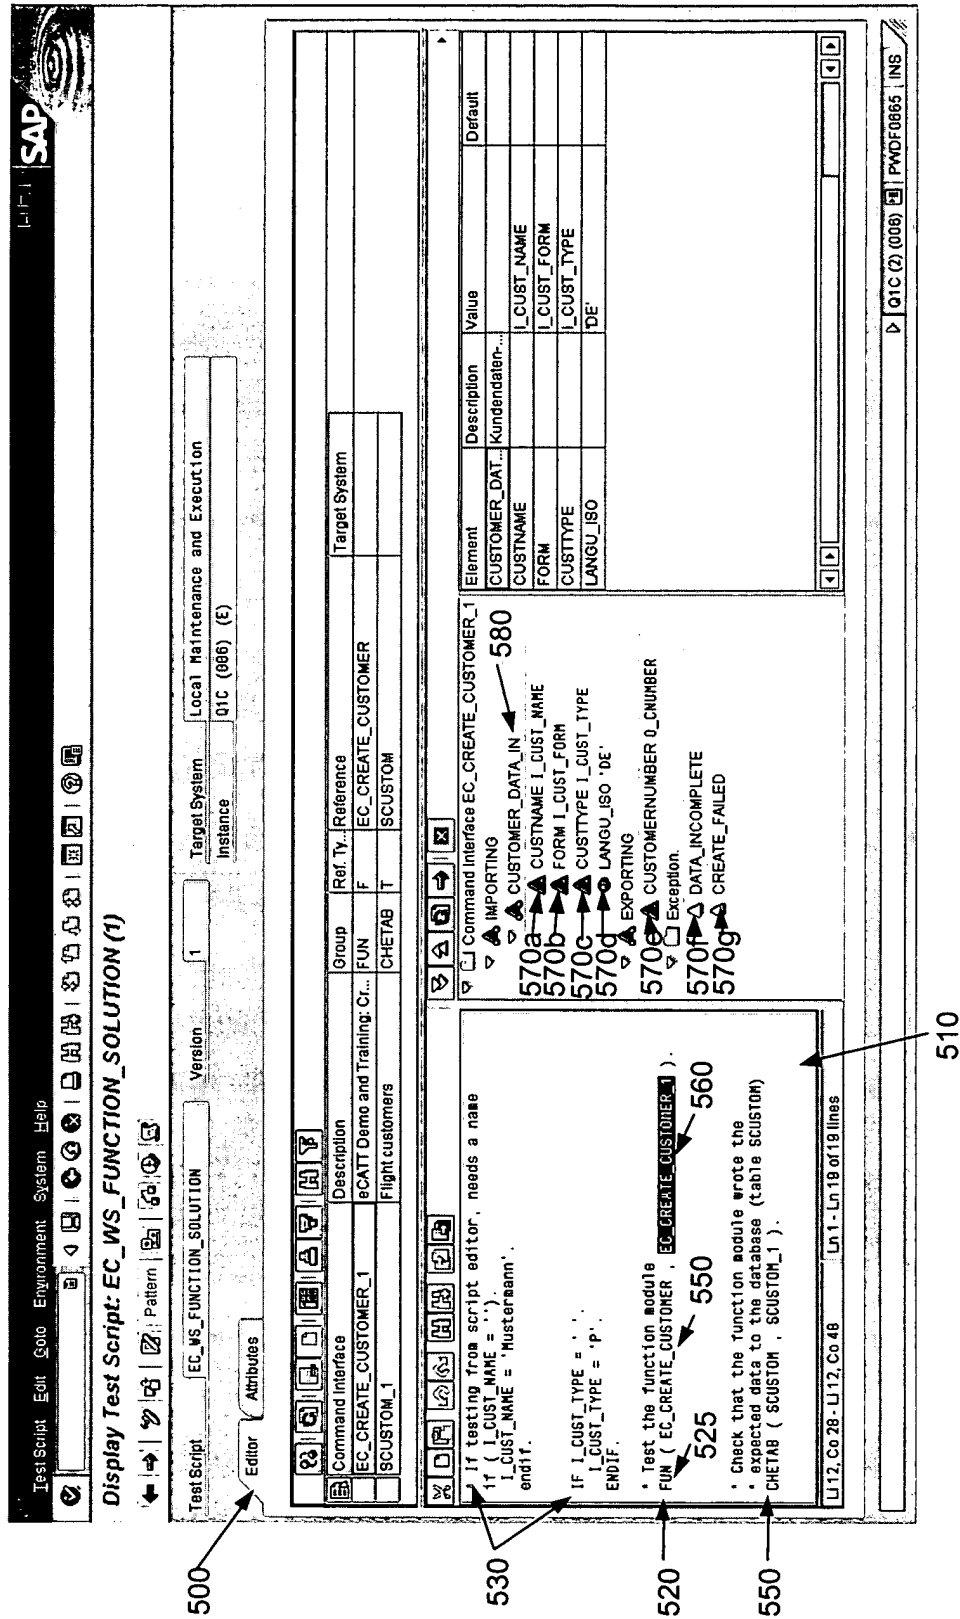 Test Script Edit Goto Environment System Help
SAP
Display Test Script: EC_WS_FUNCTION_SOLUTION (1)
Pattern
Test Script EC_WS_FUNCTION_SOLUTION Version 1 Target System Local Maintenance and Execution
Instance Q1C (006) (E)
Editor Attributes
500
Command Interface Description Group Ref. Ty... Reference Target System
EC_CREATE_CUSTOMER_1 eCATT Demo and Training: Cr... FUN F EC_CREATE_CUSTOMER
SCUSTOM_1 Flight customers CHETAB T SCUSTOM
* If testing from script editor, needs a name
if ( I_CUST_NAME = '').
I_CUST_NAME = 'Mustermann'.
endif.
530
IF I_CUST_TYPE = ' '.
I_CUST_TYPE = 'P'.
ENDIF.
* Test the function module
520
FUN ( EC_CREATE_CUSTOMER , EC_CREATE_CUSTOMER_1 ).
525 550 560
* Check that the function module wrote the
* expected data to the database (table SCUSTOM)
550
CHETAB ( SCUSTOM , SCUSTOM_1 ).
510
Li 12, Co 28 - Li 12, Co 48 Ln 1 - Ln 19 of 19 lines
Command Interface EC_CREATE_CUSTOMER_1
IMPORTING
CUSTOMER_DATA_IN 580
570a CUSTNAME I_CUST_NAME
570b FORM I_CUST_FORM
570c CUSTTYPE I_CUST_TYPE
570d LANGU_ISO 'DE'
EXPORTING
570e CUSTOMERNUMBER O_CNUMBER
Exception
570f DATA_INCOMPLETE
570g CREATE_FAILED
Element Description Value Default
CUSTOMER_DAT... Kundendaten-...
CUSTNAME I_CUST_NAME
FORM I_CUST_FORM
CUSTTYPE I_CUST_TYPE
LANGU_ISO 'DE'
Q1C (2) (006) PWDF0865 INS